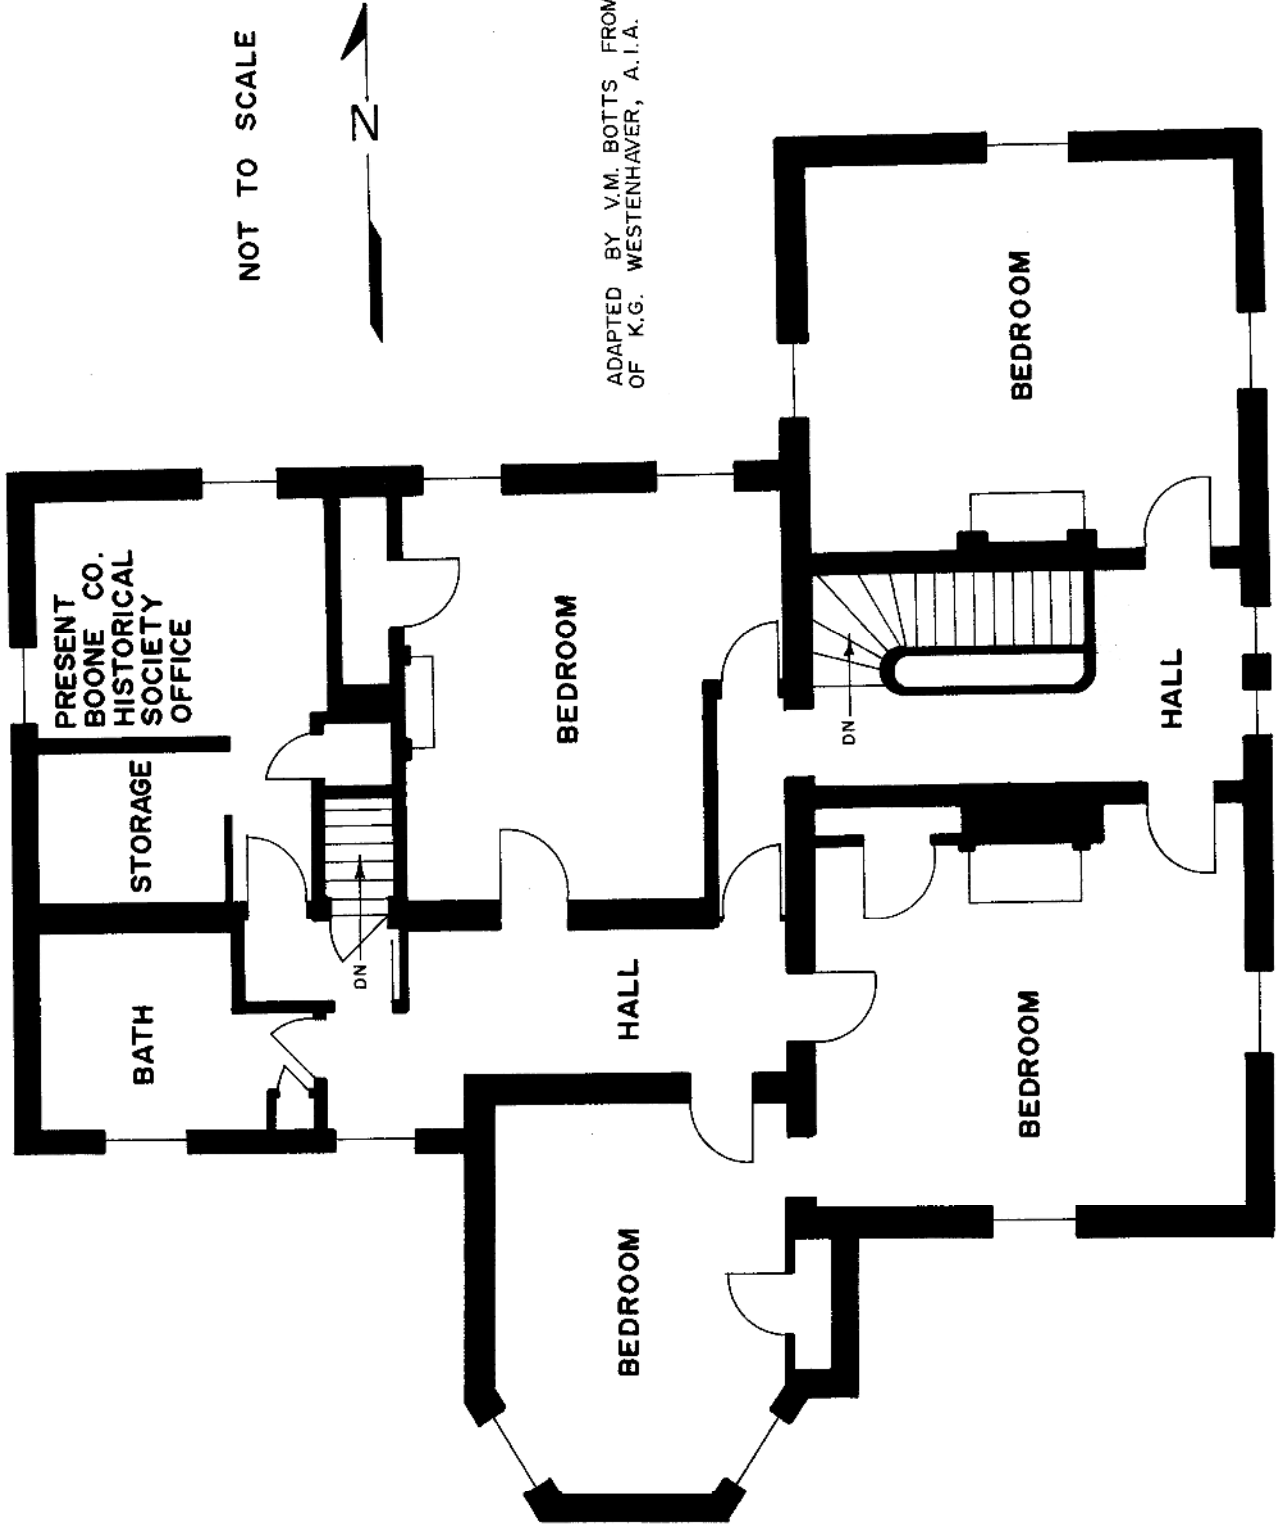 NOT TO SCALE
N
ADAPTED BY V.M. BOTTS FROM
OF K.G. WESTENHAVER, A.I.A.
PRESENT
BOONE CO.
HISTORICAL
SOCIETY
OFFICE
STORAGE
BATH
DN
BEDROOM
HALL
BEDROOM
DN
HALL
BEDROOM
BEDROOM